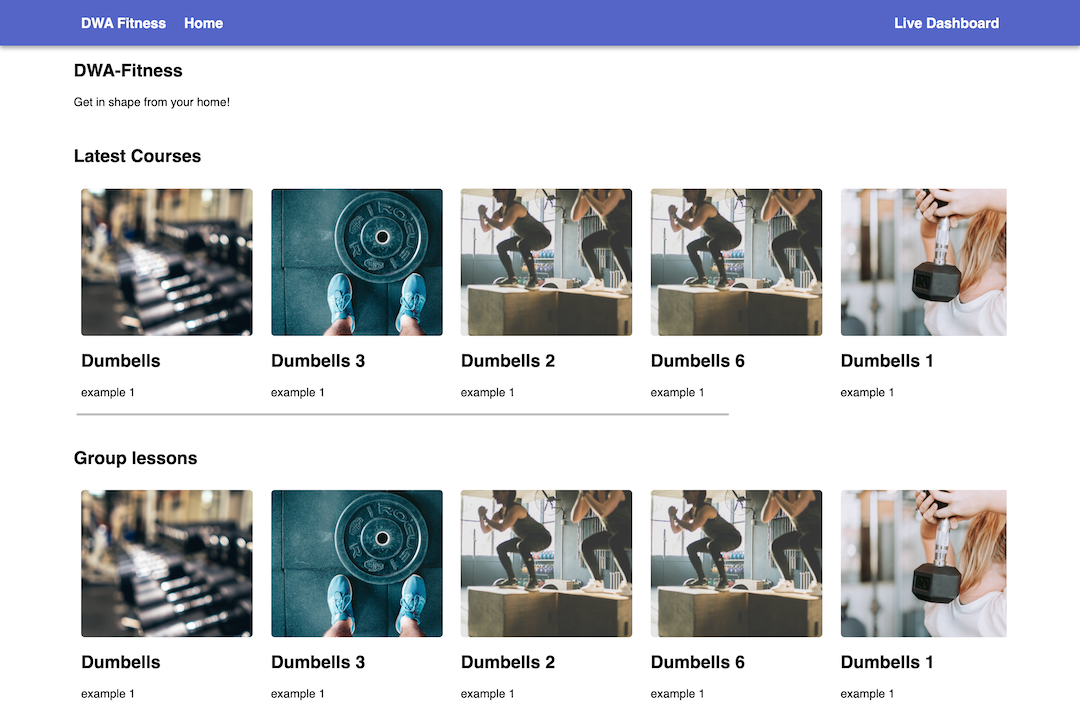 DWA Fitness Home Live Dashboard
DWA-Fitness
Get in shape from your home!
Latest Courses
ROGUE
Dumbells Dumbells 3 Dumbells 2 Dumbells 6 Dumbells 1
example 1 example 1 example 1 example 1 example 1
Group lessons
ROGUE
Dumbells Dumbells 3 Dumbells 2 Dumbells 6 Dumbells 1
example 1 example 1 example 1 example 1 example 1